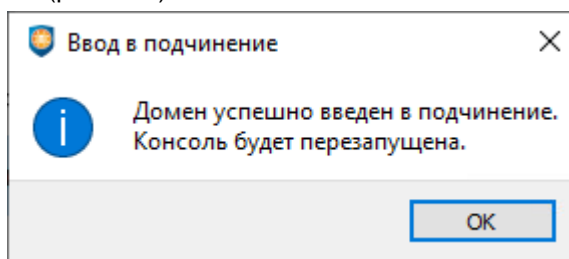 Ввод в подчинение
Домен успешно введен в подчинение.
Консоль будет перезапущена.
OK